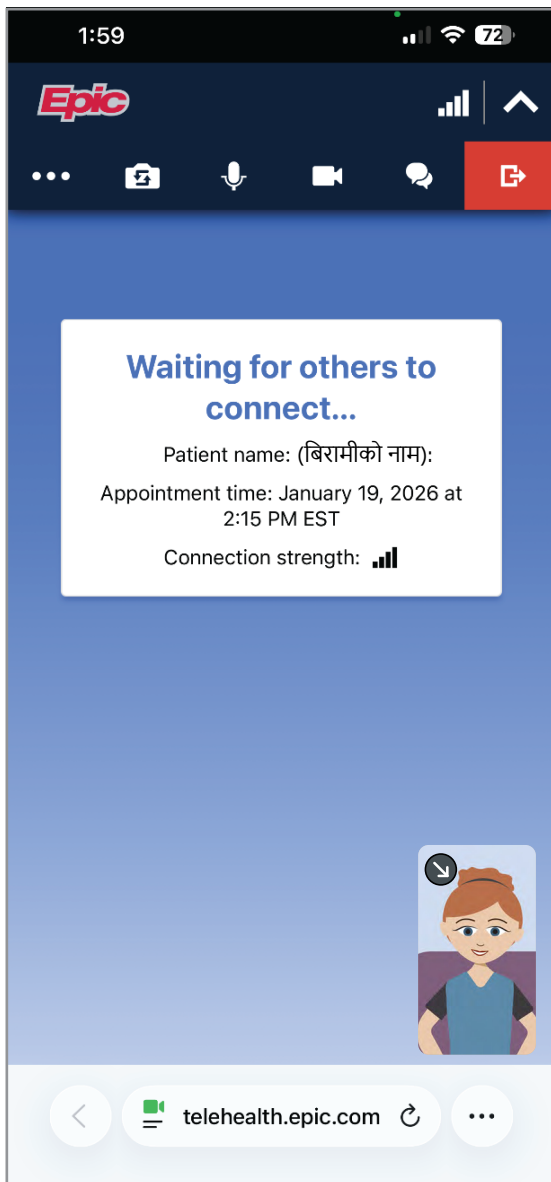 1:59
72
Epic
Waiting for others to
connect...
Patient name: (बिरामीको नाम):
Appointment time: January 19, 2026 at
2:15 PM EST
Connection strength:
telehealth.epic.com